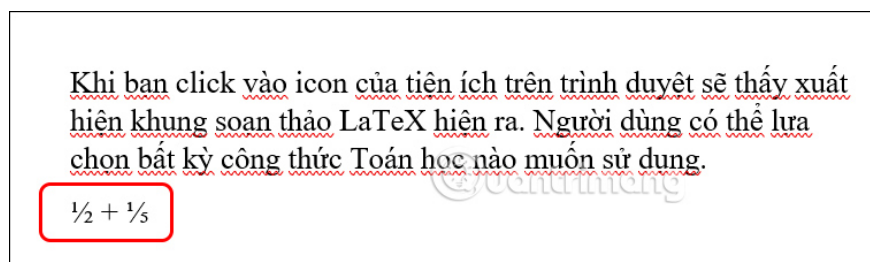 Khi bạn click vào icon của tiện ích trên trình duyệt sẽ thấy xuất
hiện khung soạn thảo LaTeX hiện ra. Người dùng có thể lựa
chọn bất kỳ công thức Toán học nào muốn sử dụng.
Quantrimang
½ + ⅕